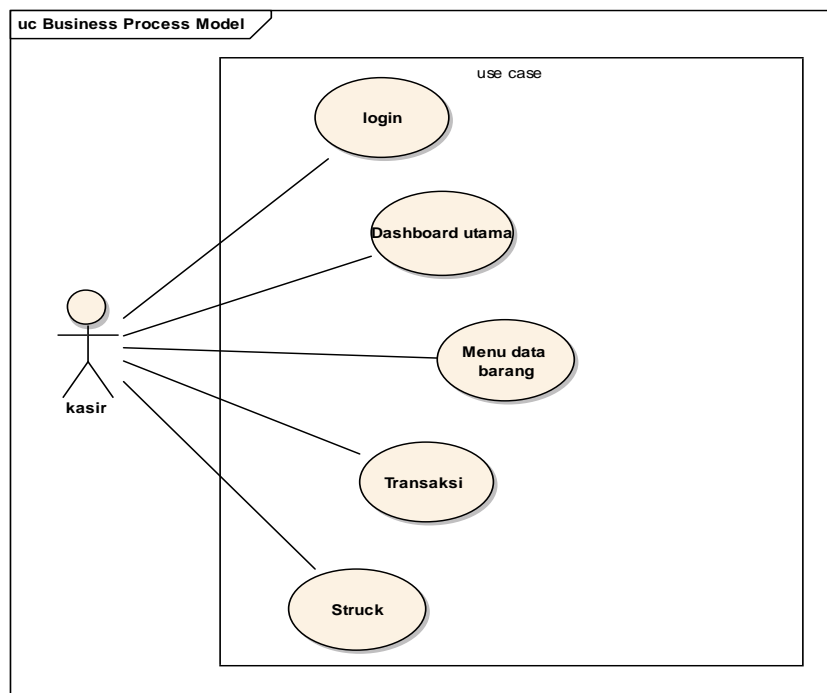 uc Business Process Model
use case
login
Dashboard utama
Menu data
barang
kasir
Transaksi
Struck